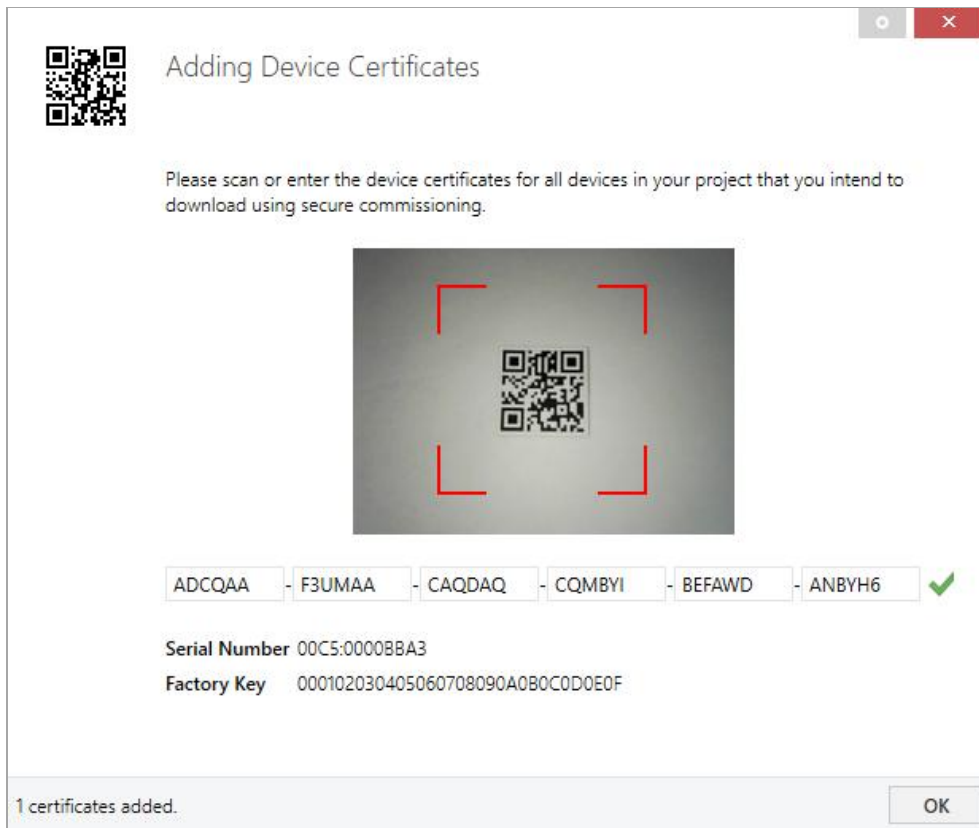 Adding Device Certificates
Please scan or enter the device certificates for all devices in your project that you intend to
download using secure commissioning.
ADCQAA - F3UMAA - CAQDAQ - CQMBYI - BEFAWD - ANBYH6
Serial Number 00C5:0000BBA3
Factory Key 000102030405060708090A0B0C0D0E0F
1 certificates added.
OK